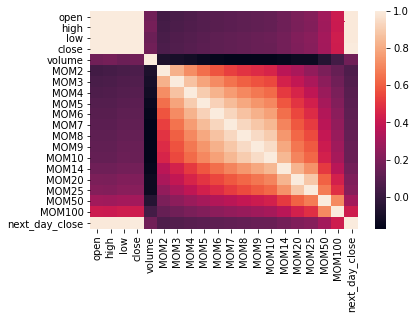 open
high
low
close
volume
MOM2
MOM3
MOM4
MOM5
MOM6
MOM7
MOM8
MOM9
MOM10
MOM14
MOM20
MOM25
MOM50
MOM100
next_day_close
open
high
low
close
volume
MOM2
MOM3
MOM4
MOM5
MOM6
MOM7
MOM8
MOM9
MOM10
MOM14
MOM20
MOM25
MOM50
MOM100
next_day_close
1.0
0.8
0.6
0.4
0.2
0.0